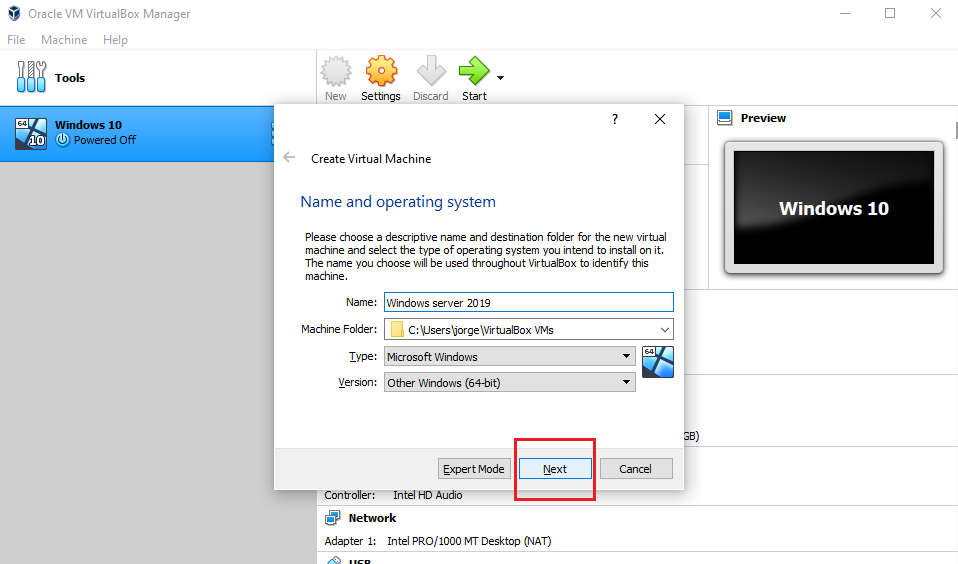 Oracle VM VirtualBox Manager
File Machine Help
Tools
New Settings Discard Start
64
10
Windows 10
Powered Off
Preview
Windows 10
?
Create Virtual Machine
Name and operating system
Please choose a descriptive name and destination folder for the new virtual
machine and select the type of operating system you intend to install on it.
The name you choose will be used throughout VirtualBox to identify this
machine.
Name: Windows server 2019
Machine Folder: C:\Users\jorge\VirtualBox VMs
Type: Microsoft Windows
64
Version: Other Windows (64-bit)
GB)
Expert Mode Next Cancel
Controller: Intel HD Audio
Network
Adapter 1: Intel PRO/1000 MT Desktop (NAT)
USB